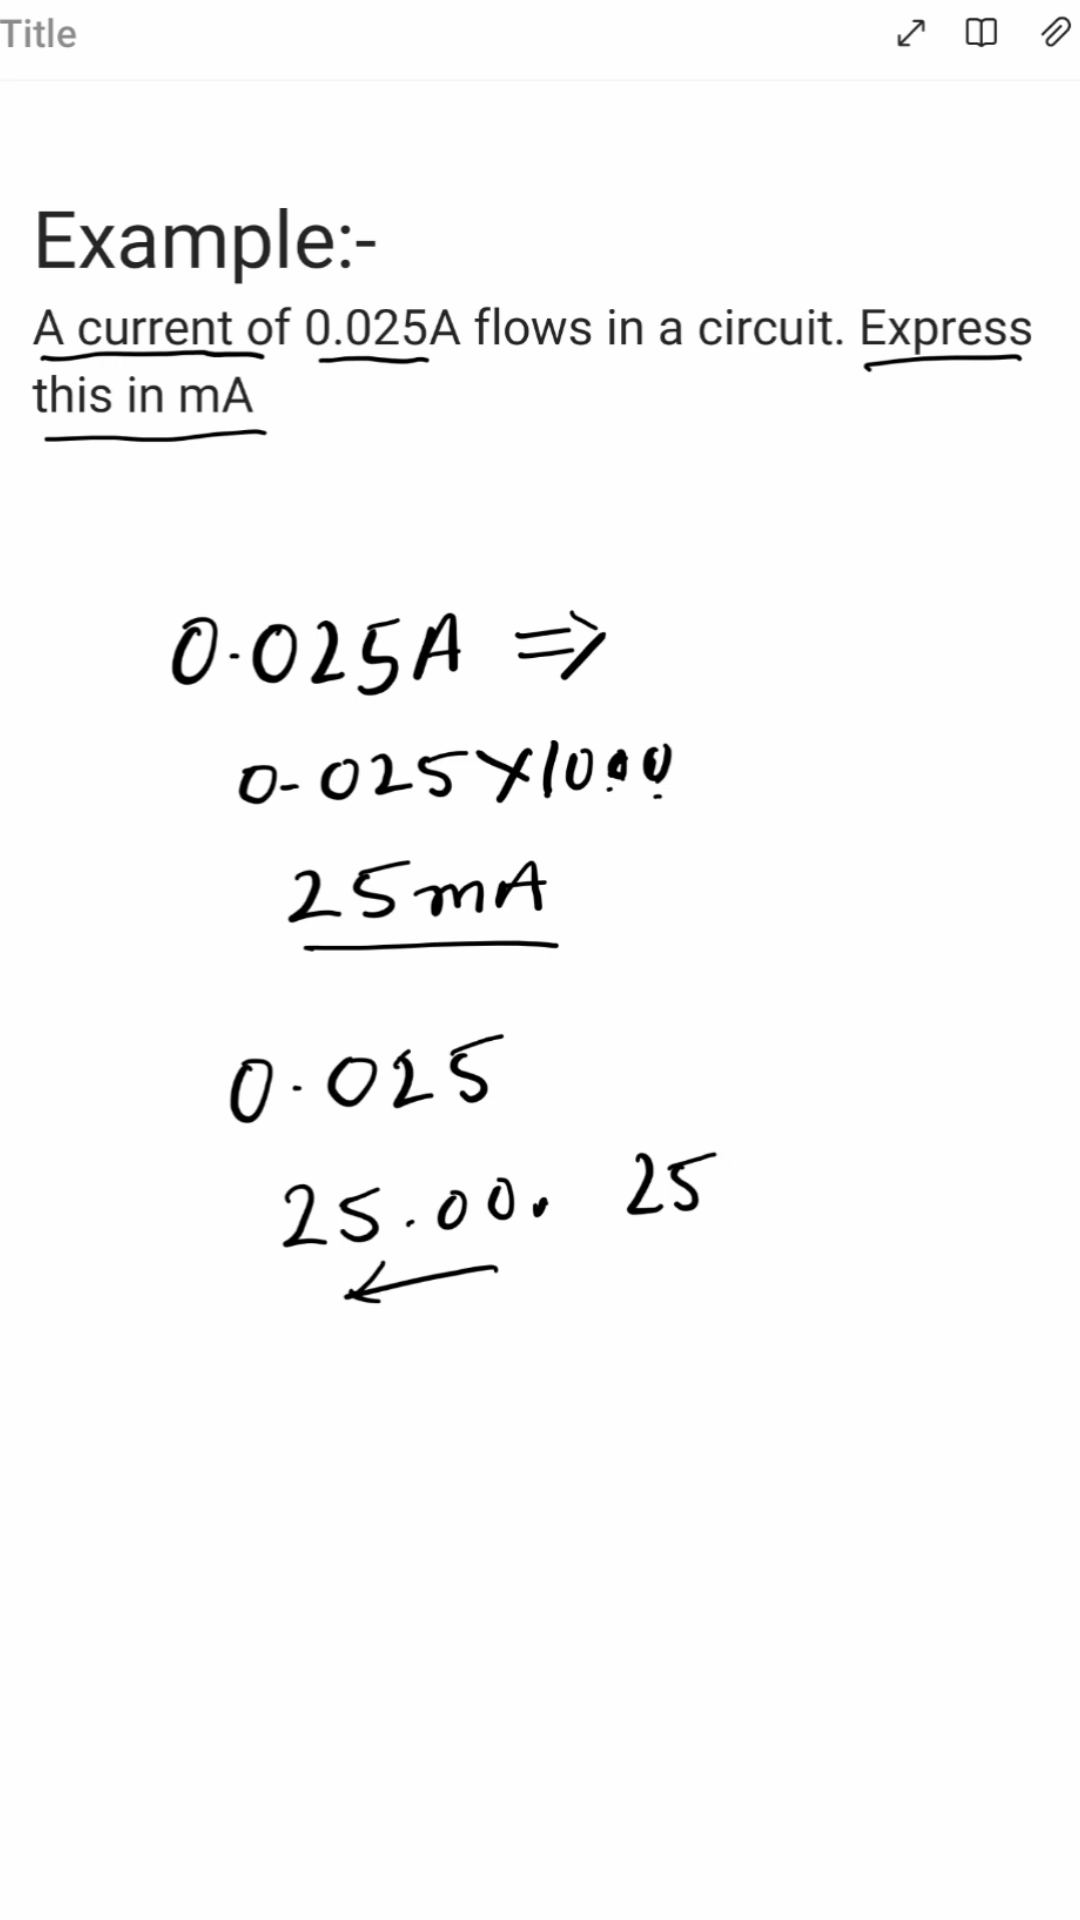 Title
Example:-
A current of 0.025A flows in a circuit. Express
this in mA
0.025A ⇒
0.025×1000
25mA
0.025
25.00. 25